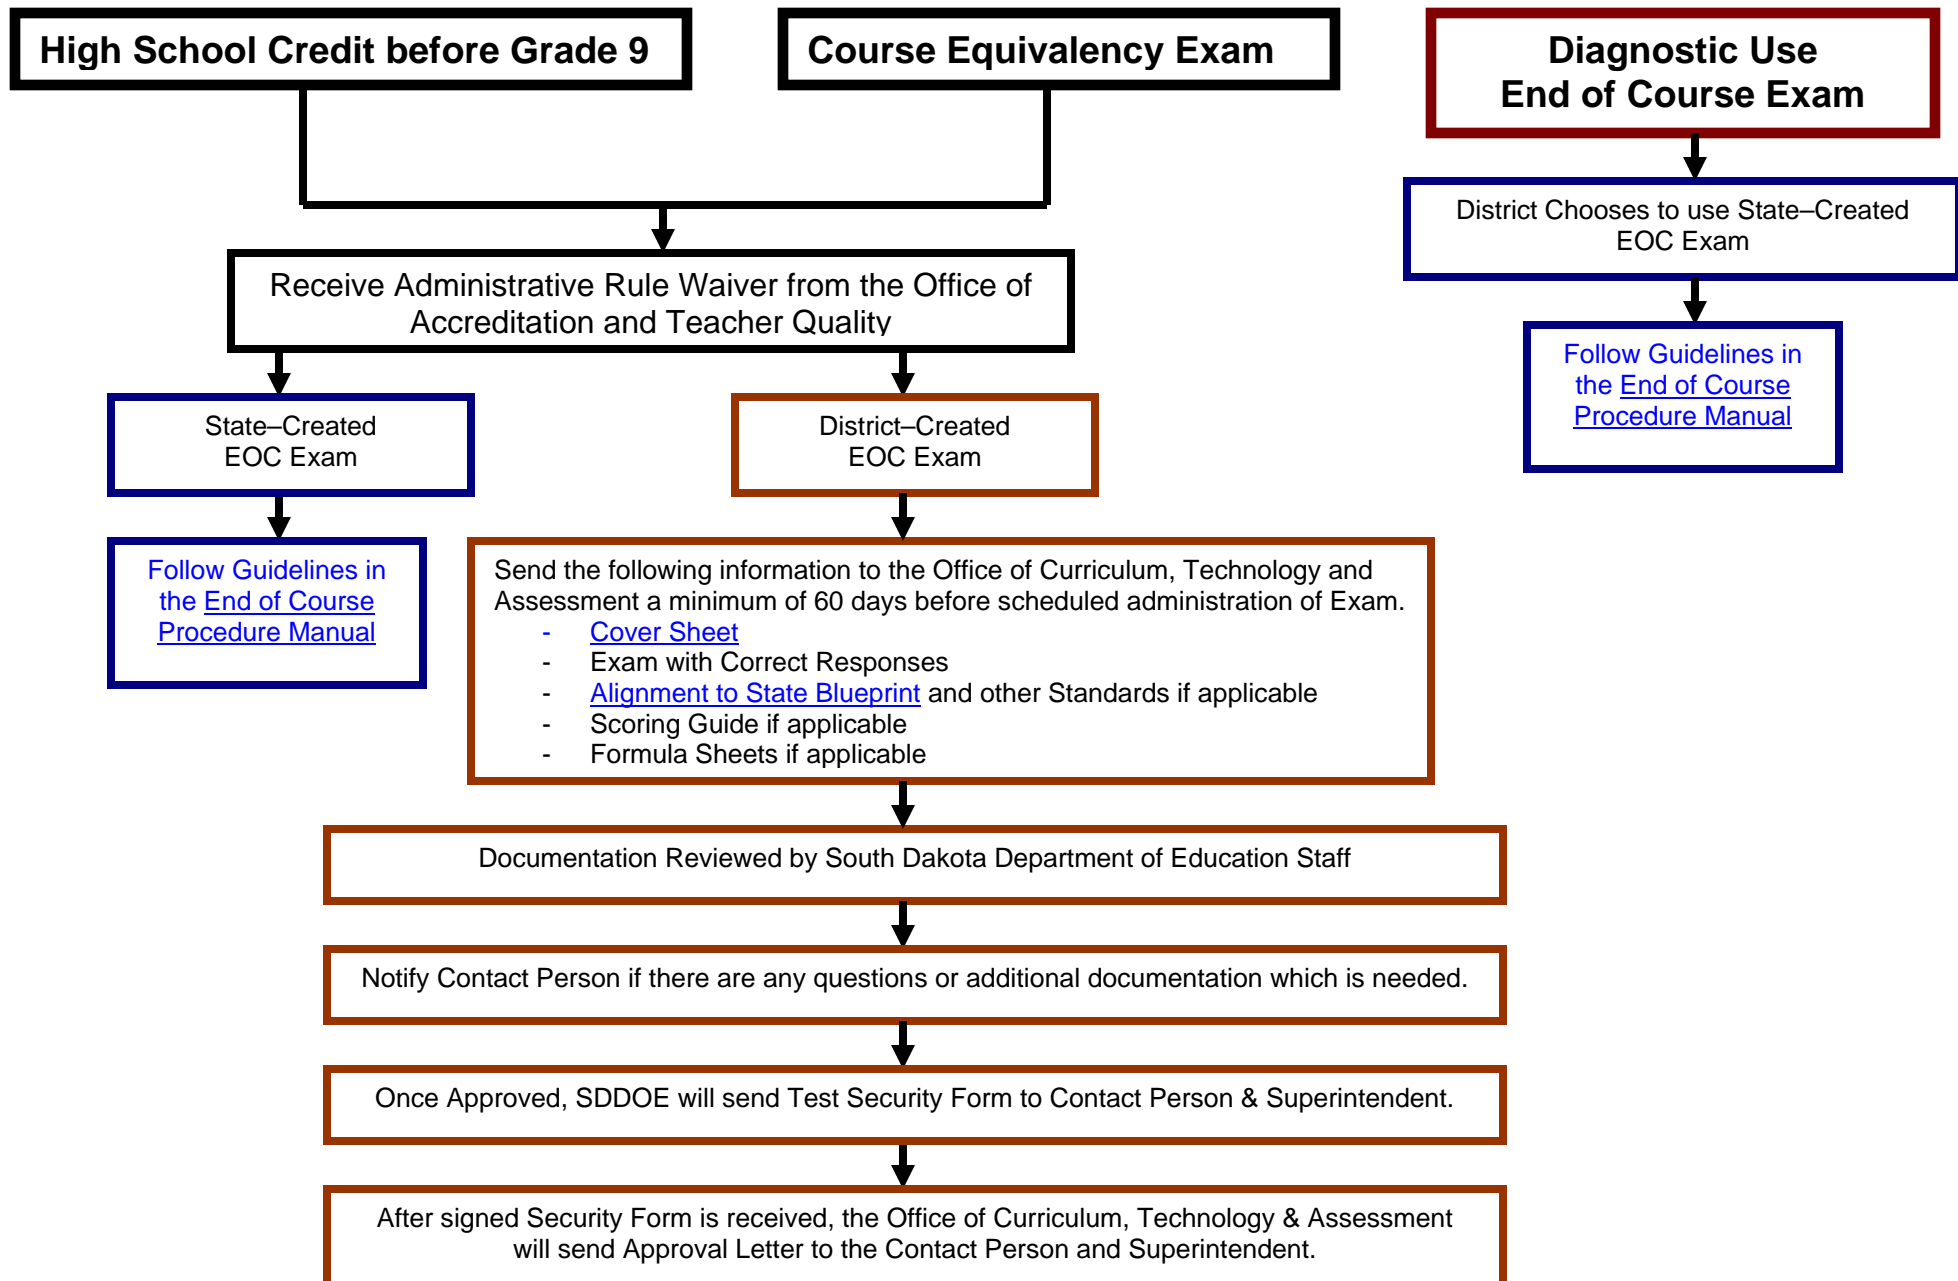 High School Credit before Grade 9
Course Equivalency Exam
Diagnostic Use
End of Course Exam
District Chooses to use State–Created
EOC Exam
Receive Administrative Rule Waiver from the Office of
Accreditation and Teacher Quality
Follow Guidelines in
the End of Course
Procedure Manual
State–Created
EOC Exam
District–Created
EOC Exam
Follow Guidelines in
the End of Course
Procedure Manual
Send the following information to the Office of Curriculum, Technology and
Assessment a minimum of 60 days before scheduled administration of Exam.
- Cover Sheet
- Exam with Correct Responses
- Alignment to State Blueprint and other Standards if applicable
- Scoring Guide if applicable
- Formula Sheets if applicable
Documentation Reviewed by South Dakota Department of Education Staff
Notify Contact Person if there are any questions or additional documentation which is needed.
Once Approved, SDDOE will send Test Security Form to Contact Person & Superintendent.
After signed Security Form is received, the Office of Curriculum, Technology & Assessment
will send Approval Letter to the Contact Person and Superintendent.